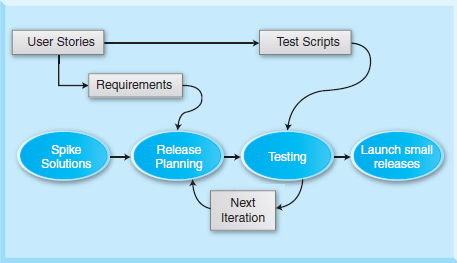 User Stories
Test Scripts
Requirements
Spike
Solutions
Release
Planning
Testing
Launch small
releases
Next
Iteration